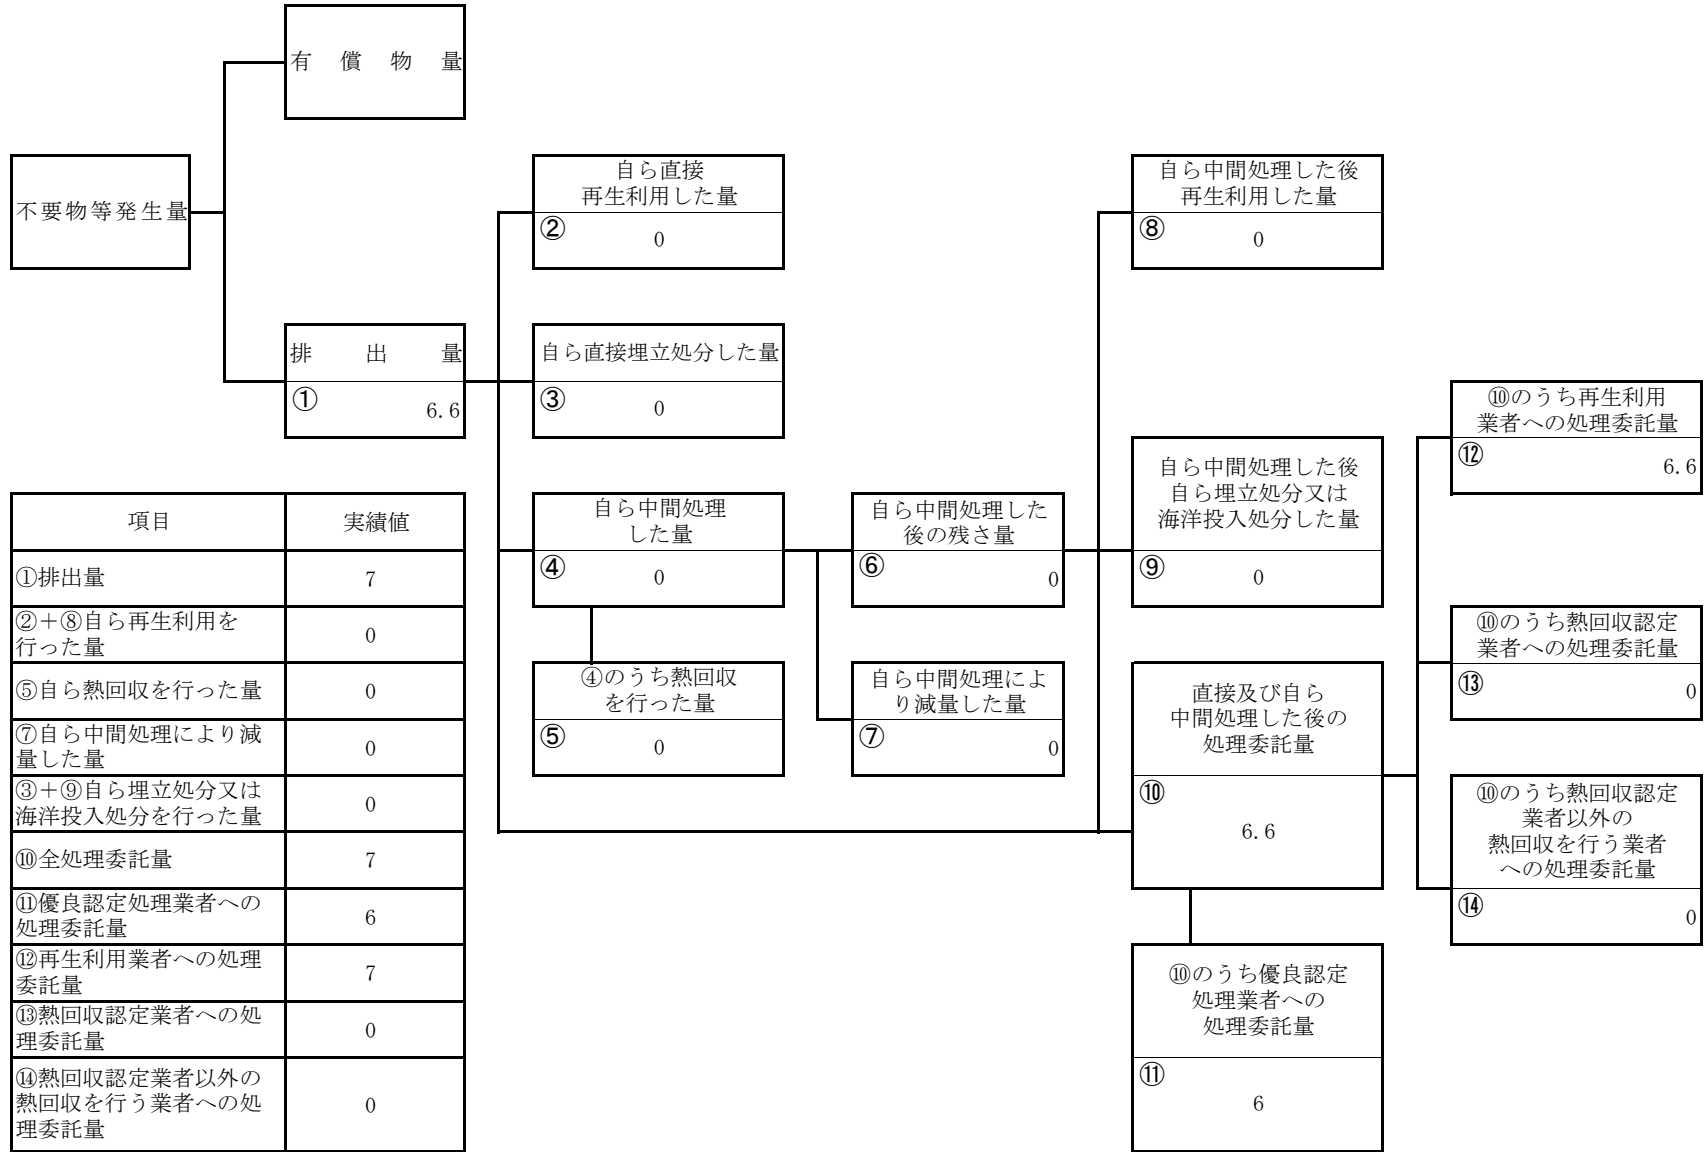 有償物量
不要物等発生量
排出量
①
6.6
自ら直接
再生利用した量
②
0
自ら直接埋立処分した量
③
0
自ら中間処理
した量
④
0
④のうち熱回収
を行った量
⑤
0
自ら中間処理した
後の残さ量
⑥
0
自ら中間処理によ
り減量した量
⑦
0
自ら中間処理した後
再生利用した量
⑧
0
自ら中間処理した後
自ら埋立処分又は
海洋投入処分した量
⑨
0
直接及び自ら
中間処理した後の
処理委託量
⑩
6.6
⑩のうち優良認定
処理業者への
処理委託量
⑪
6
⑩のうち再生利用
業者への処理委託量
⑫
6.6
⑩のうち熱回収認定
業者への処理委託量
⑬
0
⑩のうち熱回収認定
業者以外の
熱回収を行う業者
への処理委託量
⑭
0
項目 実績値
①排出量 7
②＋⑧自ら再生利用を
行った量 0
⑤自ら熱回収を行った量 0
⑦自ら中間処理により減
量した量 0
③＋⑨自ら埋立処分又は
海洋投入処分を行った量 0
⑩全処理委託量 7
⑪優良認定処理業者への
処理委託量 6
⑫再生利用業者への処理
委託量 7
⑬熱回収認定業者への処
理委託量 0
⑭熱回収認定業者以外の
熱回収を行う業者への処
理委託量 0